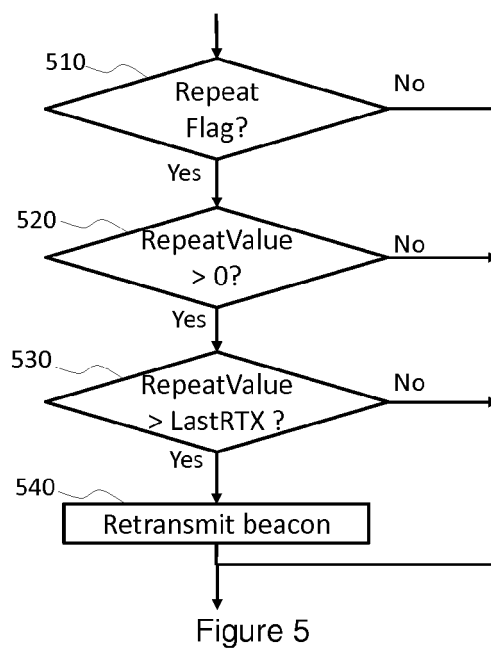 510
Repeat
Flag?
No
Yes
520
RepeatValue
> 0?
No
Yes
530
RepeatValue
> LastRTX ?
No
Yes
540
Retransmit beacon
Figure 5